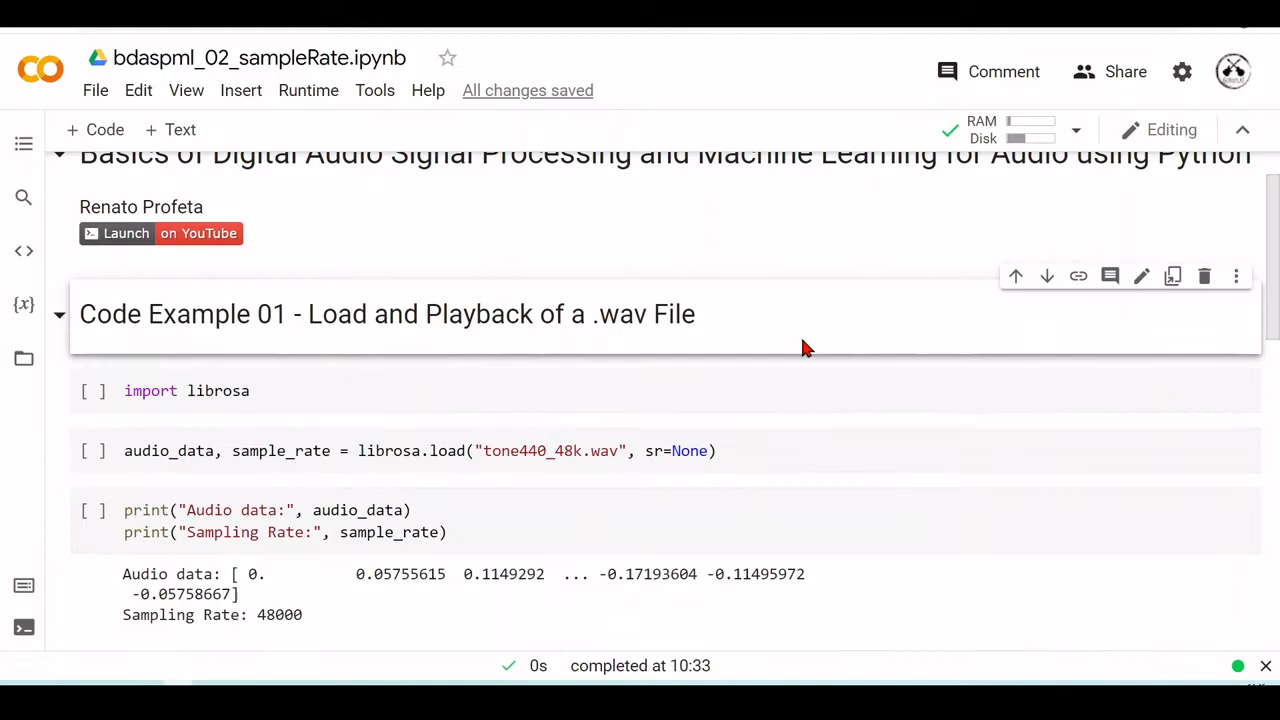 bdaspml_02_sampleRate.ipynb
Comment
Share
File Edit View Insert Runtime Tools Help All changes saved
+ Code + Text
RAM
Disk
Editing
Basics of Digital Audio Signal Processing and Machine Learning for Audio using Python
Renato Profeta
Launch on YouTube
Code Example 01 - Load and Playback of a .wav File
[ ] import librosa
[ ] audio_data, sample_rate = librosa.load("tone440_48k.wav", sr=None)
[ ] print("Audio data:", audio_data)
print("Sampling Rate:", sample_rate)
Audio data: [ 0. 0.05755615 0.1149292 ... -0.17193604 -0.11495972
-0.05758667]
Sampling Rate: 48000
0s completed at 10:33